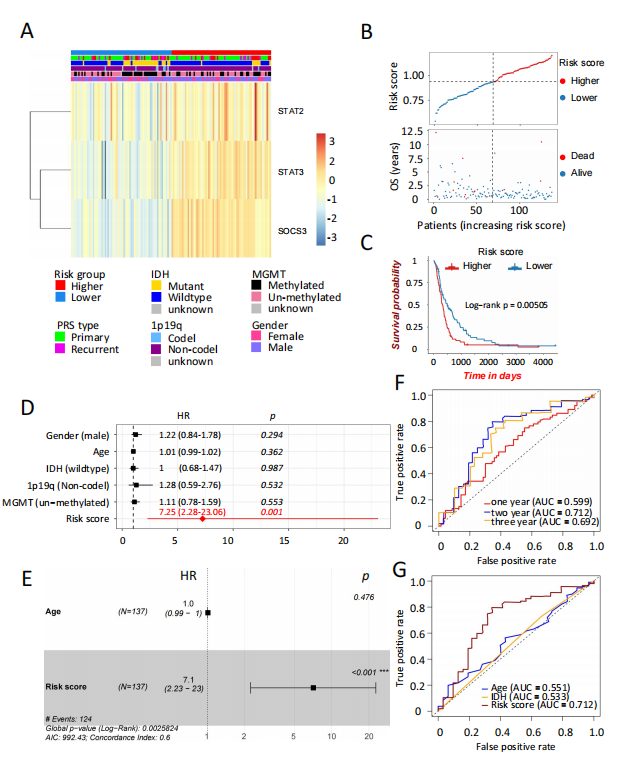 A
STAT2
STAT3
SOCS3
3
2
1
0
-1
-2
-3
Risk group
Higher
Lower
IDH
Mutant
Wildtype
unknown
MGMT
Methylated
Un-methylated
unknown
PRS type
Primary
Recurrent
1p19q
Codel
Non-codel
unknown
Gender
Female
Male
B
Risk score
1.00
0.75
Risk score
Higher
Lower
OS (years)
12.5
10
7.5
5
2.5
0
Dead
Alive
0 50 100
Patients (increasing risk score)
C
Risk score
Higher Lower
Survival probability
1
0.75
0.5
0.25
0
Log-rank p = 0.00505
0 1000 2000 3000 4000
Time in days
D
HR p
Gender (male) 1.22 (0.84-1.78) 0.294
Age 1.01 (0.99-1.02) 0.362
IDH (wildtype) 1 (0.68-1.47) 0.987
1p19q (Non-codel) 1.28 (0.59-2.76) 0.532
MGMT (un-methylated) 1.11 (0.78-1.59) 0.553
Risk score 7.25 (2.28-23.06) 0.001
0 5 10 15 20
E
HR p
Age (N=137) 1.0 (0.99 - 1) 0.476
Risk score (N=137) 7.1 (2.23 - 23) <0.001 ***
# Events: 124
Global p-value (Log-Rank): 0.0025824
AIC: 992.43; Concordance Index: 0.6
1 2 5 10 20
F
True positive rate
1.0
0.8
0.6
0.4
0.2
0
one year (AUC = 0.599)
two year (AUC = 0.712)
three year (AUC = 0.692)
0 0.2 0.4 0.6 0.8 1.0
False positive rate
G
True positive rate
1.0
0.8
0.6
0.4
0.2
0
Age (AUC = 0.551)
IDH (AUC = 0.533)
Risk score (AUC = 0.712)
0 0.2 0.4 0.6 0.8 1.0
False positive rate